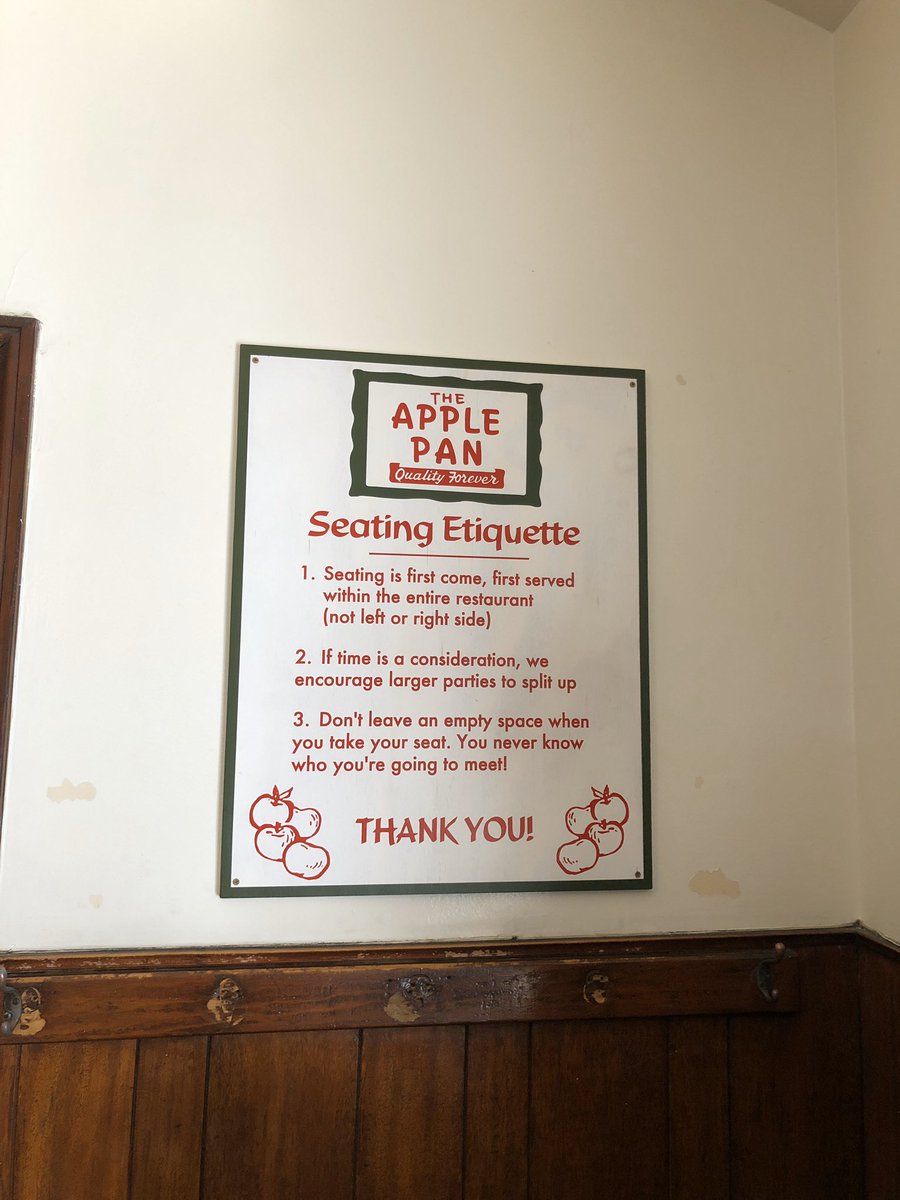 THE
APPLE
PAN
Quality Forever
Seating Etiquette
1. Seating is first come, first served
within the entire restaurant
(not left or right side)
2. If time is a consideration, we
encourage larger parties to split up
3. Don't leave an empty space when
you take your seat. You never know
who you're going to meet!
THANK YOU!